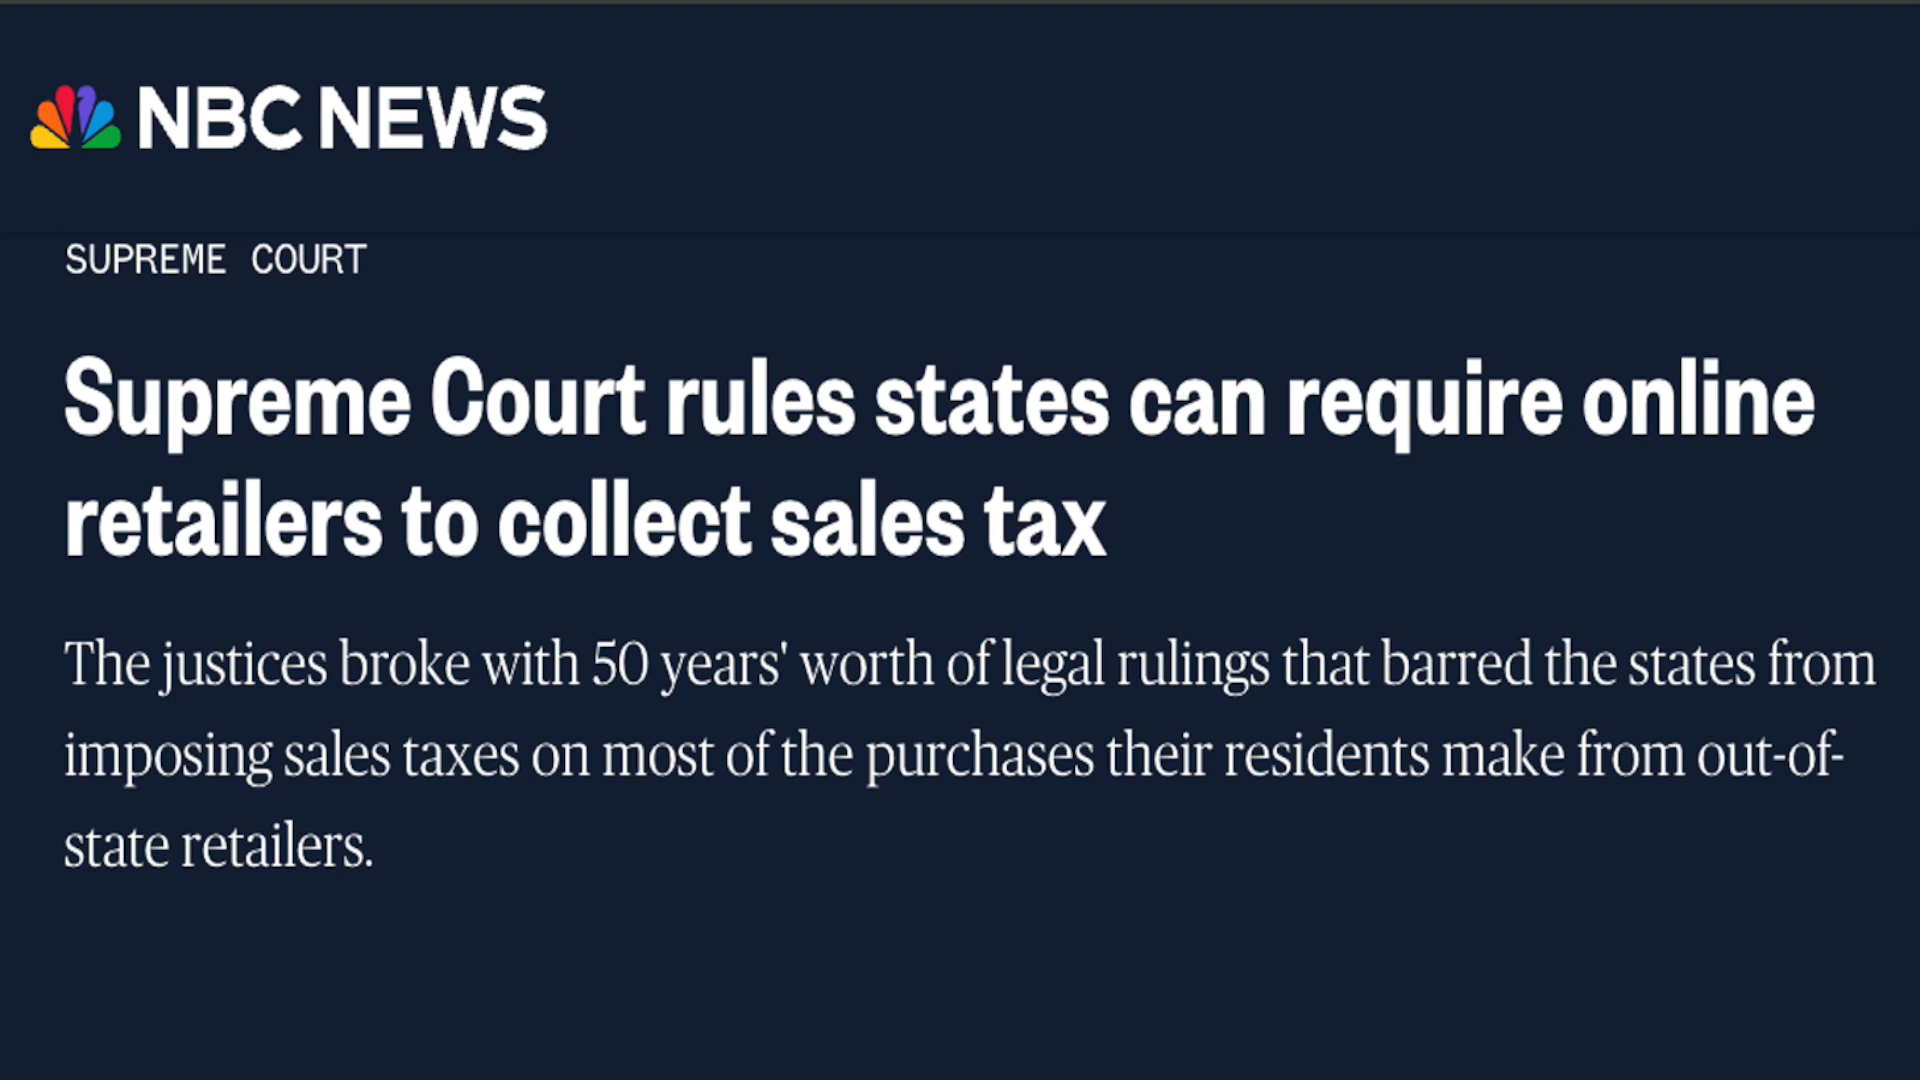 NBC NEWS
SUPREME COURT
Supreme Court rules states can require online
retailers to collect sales tax
The justices broke with 50 years' worth of legal rulings that barred the states from
imposing sales taxes on most of the purchases their residents make from out-of-
state retailers.